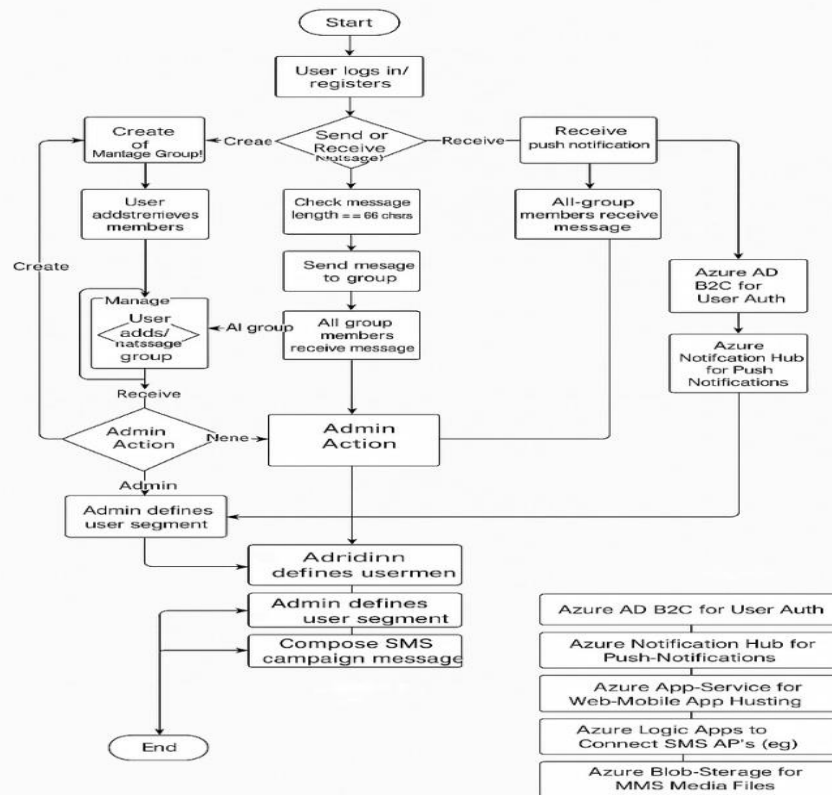 Start
User logs in/
registers
Create
of
Mantage Group!
Creae
Send or
Receive
Receive
Receive
push notification
User
addstremieves
members
Check message
length == 66 chsrs
All-group
members receive
message
Create
Send mesage
to group
Azure AD
B2C for
User Auth
Manage
User
adds/
natssage
group
AI group
All group
members
receive message
Azure
Notifcation Hub
for Push
Notifications
Receive
Admin
Action
Nene
Admin
Action
Admin
Admin defines
user segment
Adridinn
defines usermen
Admin defines
user segment
Compose SMS
campaign message
End
Azure AD B2C for User Auth
Azure Notification Hub for
Push-Notifications
Azure App-Service for
Web-Mobile App Husting
Azure Logic Apps to
Connect SMS AP's (eg)
Azure Blob-Sterage for
MMS Media Files